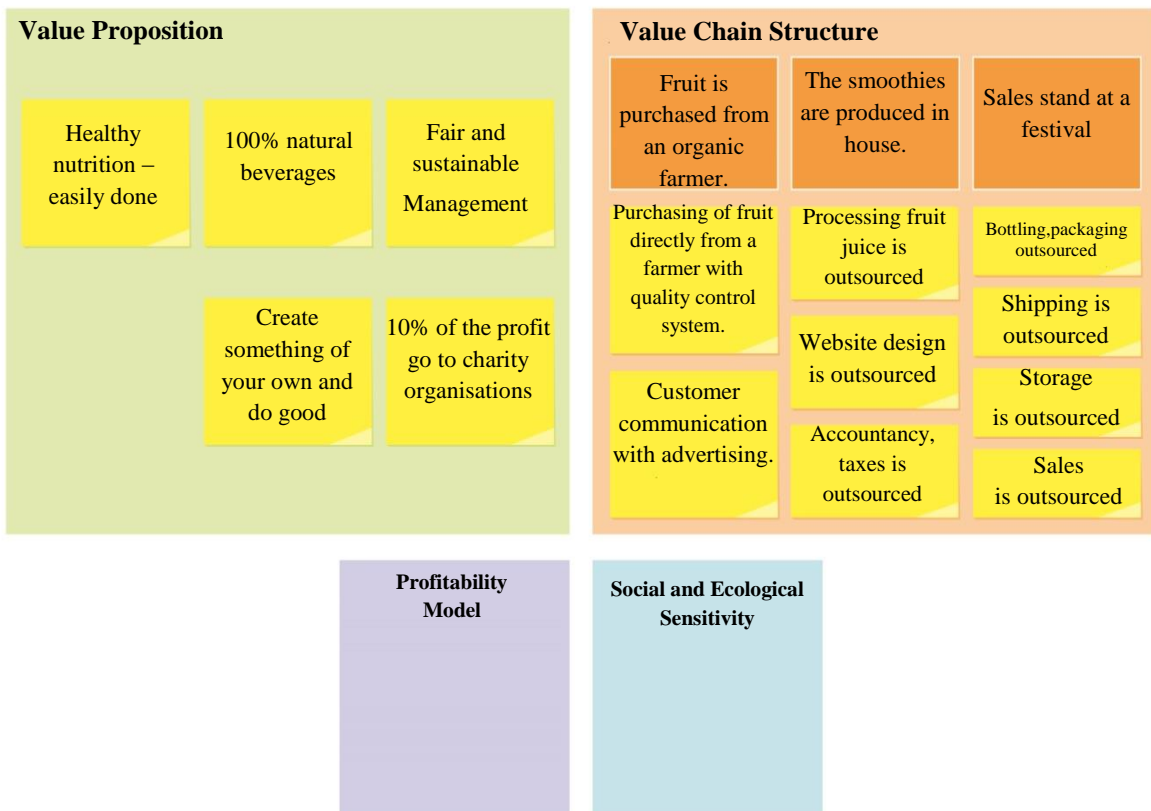 Value Proposition
Healthy
nutrition –
easily done
100% natural
beverages
Fair and
sustainable
Management
Create
something of
your own and
do good
10% of the profit
go to charity
organisations
Value Chain Structure
Fruit is
purchased from
an organic
farmer.
The smoothies
are produced in
house.
Sales stand at a
festival
Purchasing of fruit
directly from a
farmer with
quality control
system.
Processing fruit
juice is
outsourced
Bottling,packaging
outsourced
Shipping is
outsourced
Website design
is outsourced
Storage
is outsourced
Customer
communication
with advertising.
Accountancy,
taxes is
outsourced
Sales
is outsourced
Profitability
Model
Social and Ecological
Sensitivity